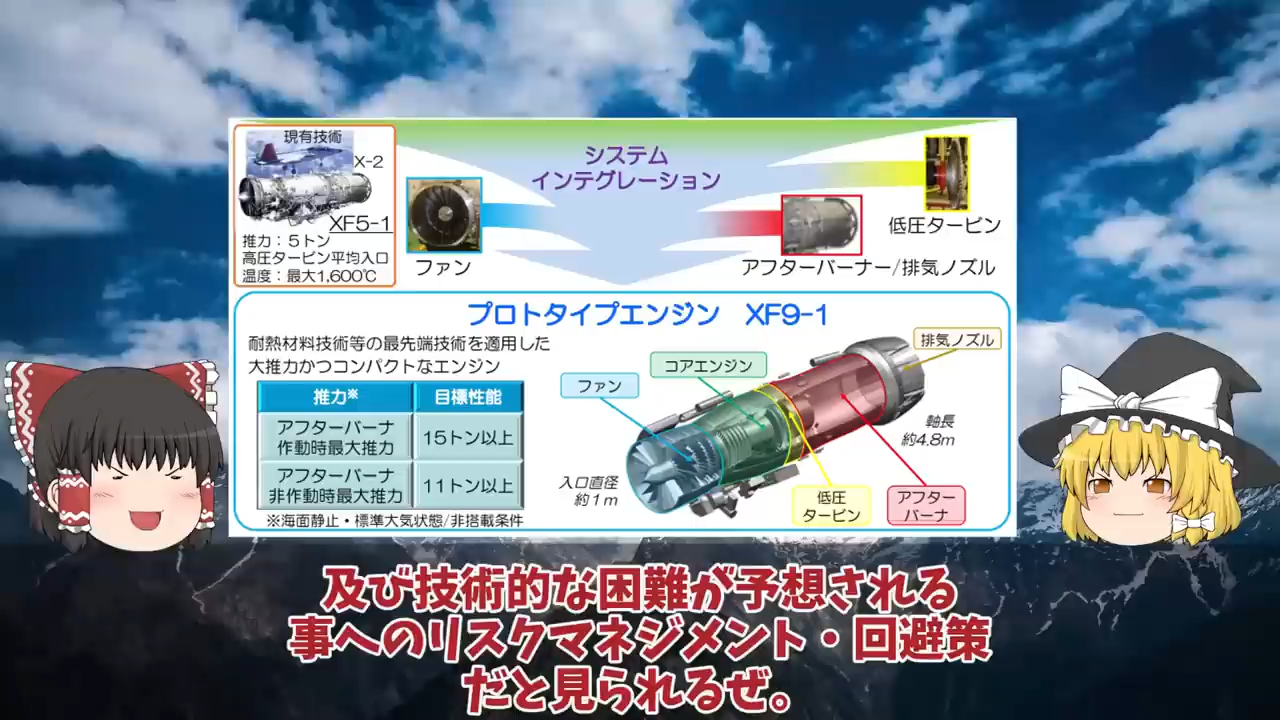 現有技術
X-2
XF5-1
推力：５トン
高圧タービン平均入口
温度：最大1,600℃
システム
インテグレーション
ファン
アフターバーナー/排気ノズル
低圧タービン
プロトタイプエンジン　XF9-1
耐熱材料技術等の最先端技術を適用した
大推力かつコンパクトなエンジン
推力※
目標性能
アフターバーナ
作動時最大推力
15トン以上
アフターバーナ
非作動時最大推力
11トン以上
※海面静止・標準大気状態/非搭載条件
ファン
コアエンジン
排気ノズル
軸長
約4.8m
入口直径
約１m
低圧
タービン
アフター
バーナ
及び技術的な困難が予想される
事へのリスクマネジメント・回避策
だと見られるぜ。